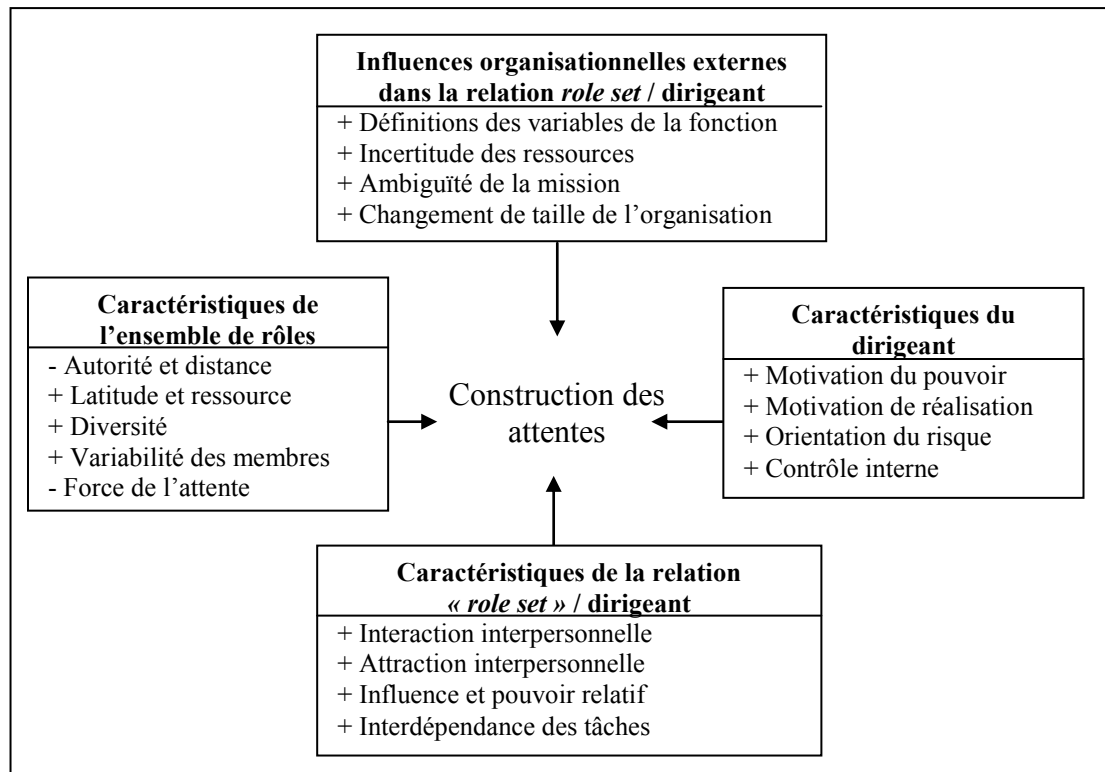 Influences organisationnelles externes
dans la relation role set / dirigeant
+ Définitions des variables de la fonction
+ Incertitude des ressources
+ Ambiguïté de la mission
+ Changement de taille de l’organisation
Caractéristiques de
l’ensemble de rôles
- Autorité et distance
+ Latitude et ressource
+ Diversité
+ Variabilité des membres
- Force de l’attente
Construction des
attentes
Caractéristiques du
dirigeant
+ Motivation du pouvoir
+ Motivation de réalisation
+ Orientation du risque
+ Contrôle interne
Caractéristiques de la relation
« role set » / dirigeant
+ Interaction interpersonnelle
+ Attraction interpersonnelle
+ Influence et pouvoir relatif
+ Interdépendance des tâches